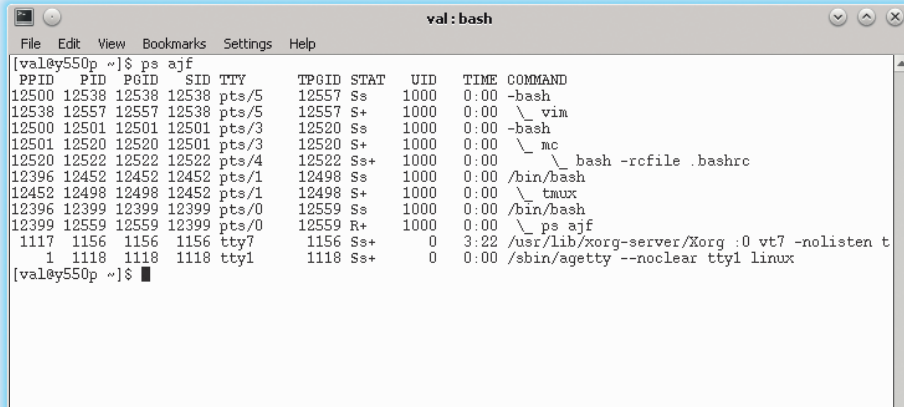 val : bash
File Edit View Bookmarks Settings Help
[val@y550p ~]$ ps ajf
 PPID   PID  PGID   SID TTY      TPGID STAT   UID   TIME COMMAND
12500 12538 12538 12538 pts/5    12557 Ss    1000   0:00 -bash
12538 12557 12557 12538 pts/5    12557 S+    1000   0:00  \_ vim
12500 12501 12501 12501 pts/3    12520 Ss    1000   0:00 -bash
12501 12520 12520 12501 pts/3    12520 S+    1000   0:00  \_ mc
12520 12522 12522 12522 pts/4    12522 Ss+   1000   0:00      \_ bash -rcfile .bashrc
12396 12452 12452 12452 pts/1    12498 Ss    1000   0:00 /bin/bash
12452 12498 12498 12452 pts/1    12498 S+    1000   0:00  \_ tmux
12396 12399 12399 12399 pts/0    12559 Ss    1000   0:00 /bin/bash
12399 12559 12559 12399 pts/0    12559 R+    1000   0:00  \_ ps ajf
 1117  1156  1156  1156 tty7      1156 Ss+      0   3:22 /usr/lib/xorg-server/Xorg :0 vt7 -nolisten t
    1  1118  1118  1118 tty1      1118 Ss+      0   0:00 /sbin/agetty --noclear tty1 linux
[val@y550p ~]$